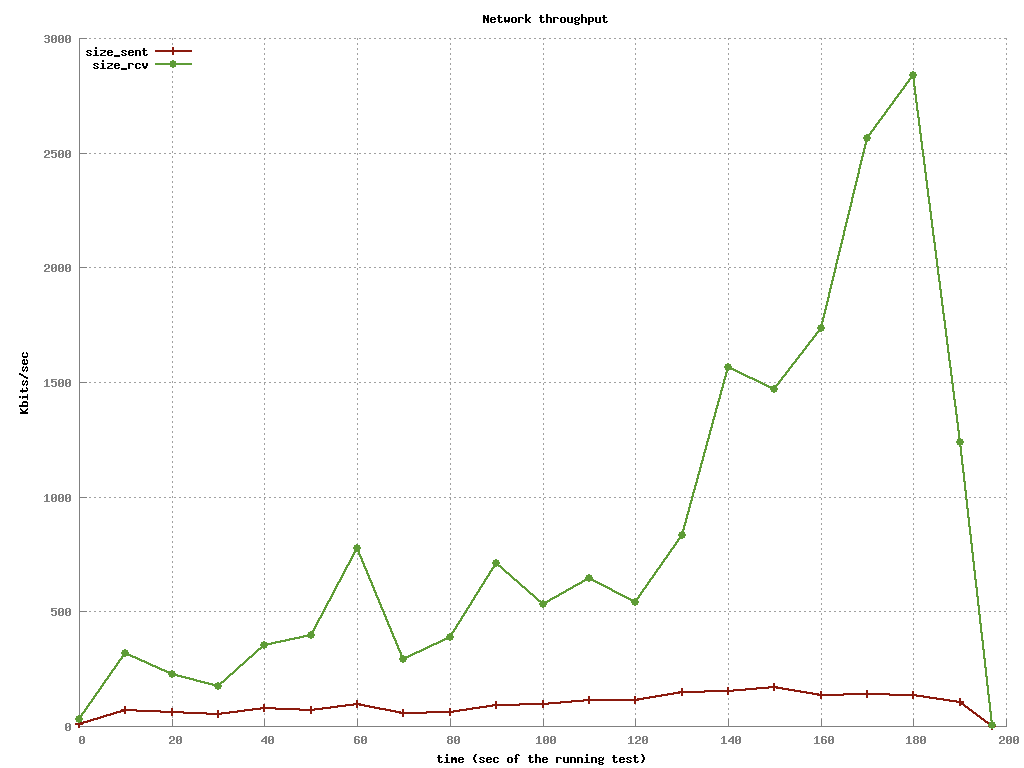 Network throughput
size_sent
size_rcv
3000
2500
2000
1500
1000
500
0
Kbits/sec
0 20 40 60 80 100 120 140 160 180 200
time (sec of the running test)